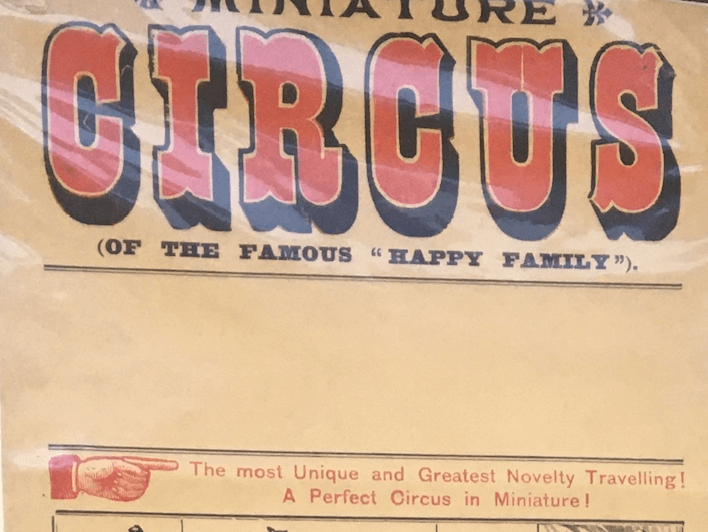 MINIATURE
CIRCUS
(OF THE FAMOUS “HAPPY FAMILY”).
The most Unique and Greatest Novelty Travelling!
A Perfect Circus in Miniature!